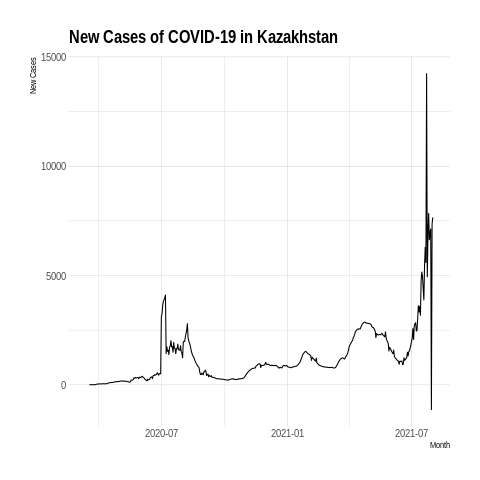 New Cases of COVID-19 in Kazakhstan
New Cases
15000
10000
5000
0
2020-07
2021-01
2021-07
Month